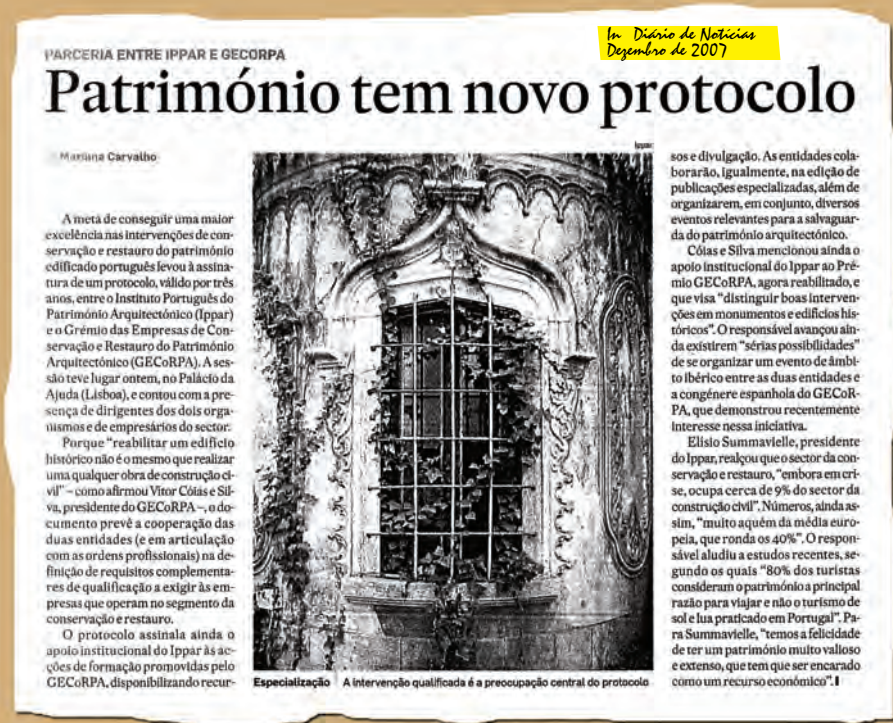 In Diário de Notícias
Dezembro de 2007
PARCERIA ENTRE IPPAR E GECORPA
Património tem novo protocolo
Mariana Carvalho
A meta de conseguir uma maior
excelência nas intervenções de con-
servação e restauro do património
edificado português levou à assina-
tura de um protocolo, válido por três
anos, entre o Instituto Português do
Património Arquitectónico (Ippar)
e o Grémio das Empresas de Con-
servação e Restauro do Património
Arquitectónico (GECoRPA). A ses-
são teve lugar ontem, no Palácio da
Ajuda (Lisboa), e contou com a pre-
sença de dirigentes dos dois orga-
nismos e de empresários do sector.
Porque "reabilitar um edifício
histórico não é o mesmo que realizar
uma qualquer obra de construção ci-
vil" – como afirmou Vítor Cóias e Sil-
va, presidente do GECoRPA –, o do-
cumento prevê a cooperação das
duas entidades (e em articulação
com as ordens profissionais) na de-
finição de requisitos complementa-
res de qualificação a exigir às em-
presas que operam no segmento da
conservação e restauro.
O protocolo assinala ainda o
apoio institucional do Ippar às ac-
ções de formação promovidas pelo
GECoRPA, disponibilizando recur-
Ippar
Especialização A intervenção qualificada é a preocupação central do protocolo
sos e divulgação. As entidades cola-
borarão, igualmente, na edição de
publicações especializadas, além de
organizarem, em conjunto, diversos
eventos relevantes para a salvaguar-
da do património arquitectónico.
Cóias e Silva mencionou ainda o
apoio institucional do Ippar ao Pré-
mio GECoRPA, agora reabilitado, e
que visa "distinguir boas interven-
ções em monumentos e edifícios his-
tóricos". O responsável avançou ain-
da existirem "sérias possibilidades"
de se organizar um evento de âmbi-
to ibérico entre as duas entidades e
a congénere espanhola do GECoR-
PA, que demonstrou recentemente
interesse nessa iniciativa.
Elísio Summavielle, presidente
do Ippar, realçou que o sector da con-
servação e restauro, "embora em cri-
se, ocupa cerca de 9% do sector da
construção civil". Números, ainda as-
sim, "muito aquém da média euro-
peia, que ronda os 40%". O respon-
sável aludiu a estudos recentes, se-
gundo os quais "80% dos turistas
consideram o património a principal
razão para viajar e não o turismo de
sol e lua praticado em Portugal". Pa-
ra Summavielle, "temos a felicidade
de ter um património muito valioso
e extenso, que tem que ser encarado
como um recurso económico".